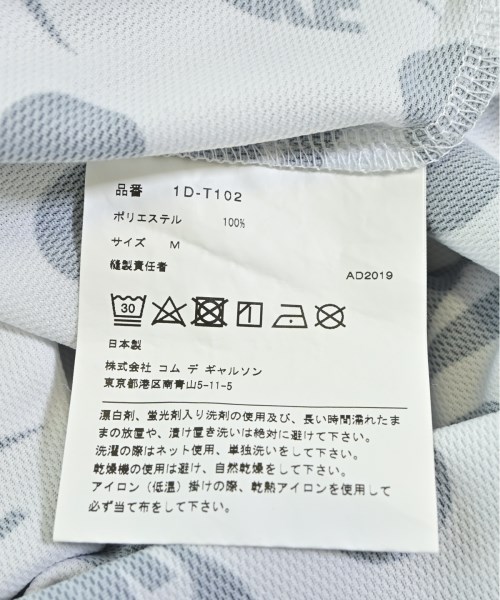 品番 1D-T102
ポリエステル 100%
サイズ M
縫製責任者
AD2019
30
日本製
株式会社 コム デ ギャルソン
東京都港区南青山5-11-5
漂白剤、蛍光剤入り洗剤の使用及び、長い時間濡れたま
まの放置や、漬け置き洗いは絶対に避けて下さい。
洗濯の際はネット使用、単独洗いをして下さい。
乾燥機の使用は避け、自然乾燥をして下さい。
アイロン（低温）掛けの際、乾熱アイロンを使用して
必ず当て布をして下さい。